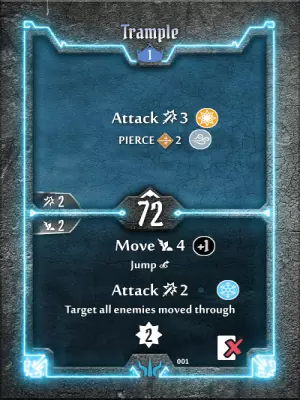 Trample
1
Attack 3
PIERCE 2
2
72
2
Move 4 +1
Jump
Attack 2
Target all enemies moved through
2
001